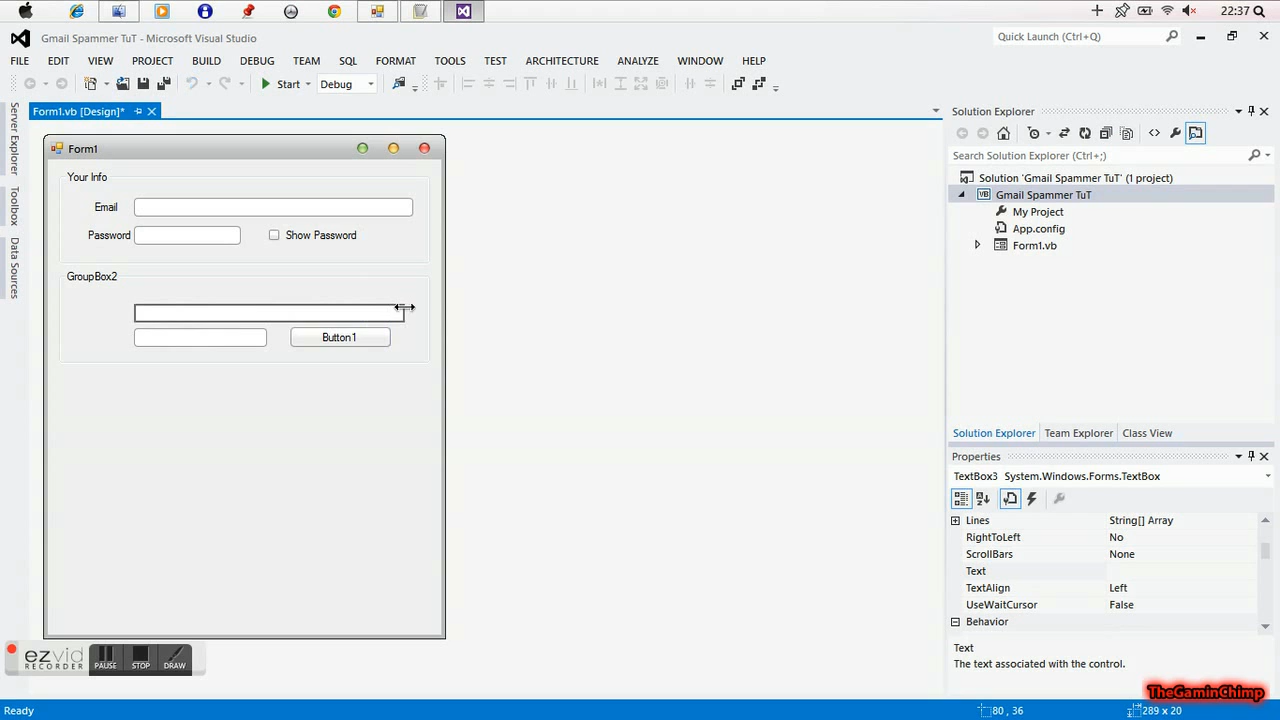 22:37
Gmail Spammer TuT - Microsoft Visual Studio
Quick Launch (Ctrl+Q)
FILE EDIT VIEW PROJECT BUILD DEBUG TEAM SQL FORMAT TOOLS TEST ARCHITECTURE ANALYZE WINDOW HELP
Start Debug
Server Explorer
Toolbox
Data Sources
Form1.vb [Design]*
Form1
Your Info
Email
Password
Show Password
GroupBox2
Button1
Solution Explorer
Search Solution Explorer (Ctrl+;)
Solution 'Gmail Spammer TuT' (1 project)
VB Gmail Spammer TuT
My Project
App.config
Form1.vb
Solution Explorer Team Explorer Class View
Properties
TextBox3 System.Windows.Forms.TextBox
Lines String[] Array
RightToLeft No
ScrollBars None
Text
TextAlign Left
UseWaitCursor False
Behavior
Text
The text associated with the control.
ezvid
RECORDER
PAUSE STOP DRAW
TheGaminChimp
Ready
80 , 36
289 x 20